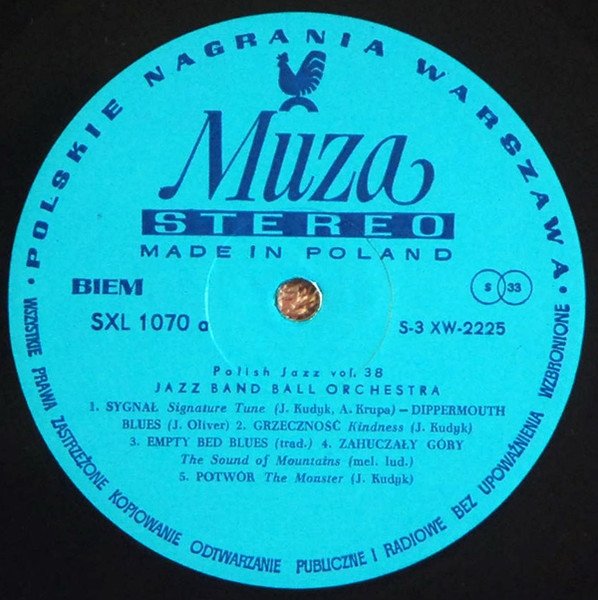 • POLSKIE NAGRANIA WARSZAWA •
Muza
STEREO
MADE IN POLAND
BIEM
S 33
SXL 1070 a
S-3 XW-2225
Polish Jazz vol. 38
JAZZ BAND BALL ORCHESTRA
1. SYGNAŁ Signature Tune (J. Kudyk, A. Krupa) – DIPPERMOUTH
BLUES (J. Oliver) 2. GRZECZNOŚĆ Kindness (J. Kudyk)
3. EMPTY BED BLUES (trad.) 4. ZAHUCZAŁY GÓRY
The Sound of Mountains (mel. lud.)
5. POTWÓR The Monster (J. Kudyk)
WSZYSTKIE PRAWA ZASTRZEŻONE KOPIOWANIE ODTWARZANIE PUBLICZNE I RADIOWE BEZ UPOWAŻNIENIA WZBRONIONE